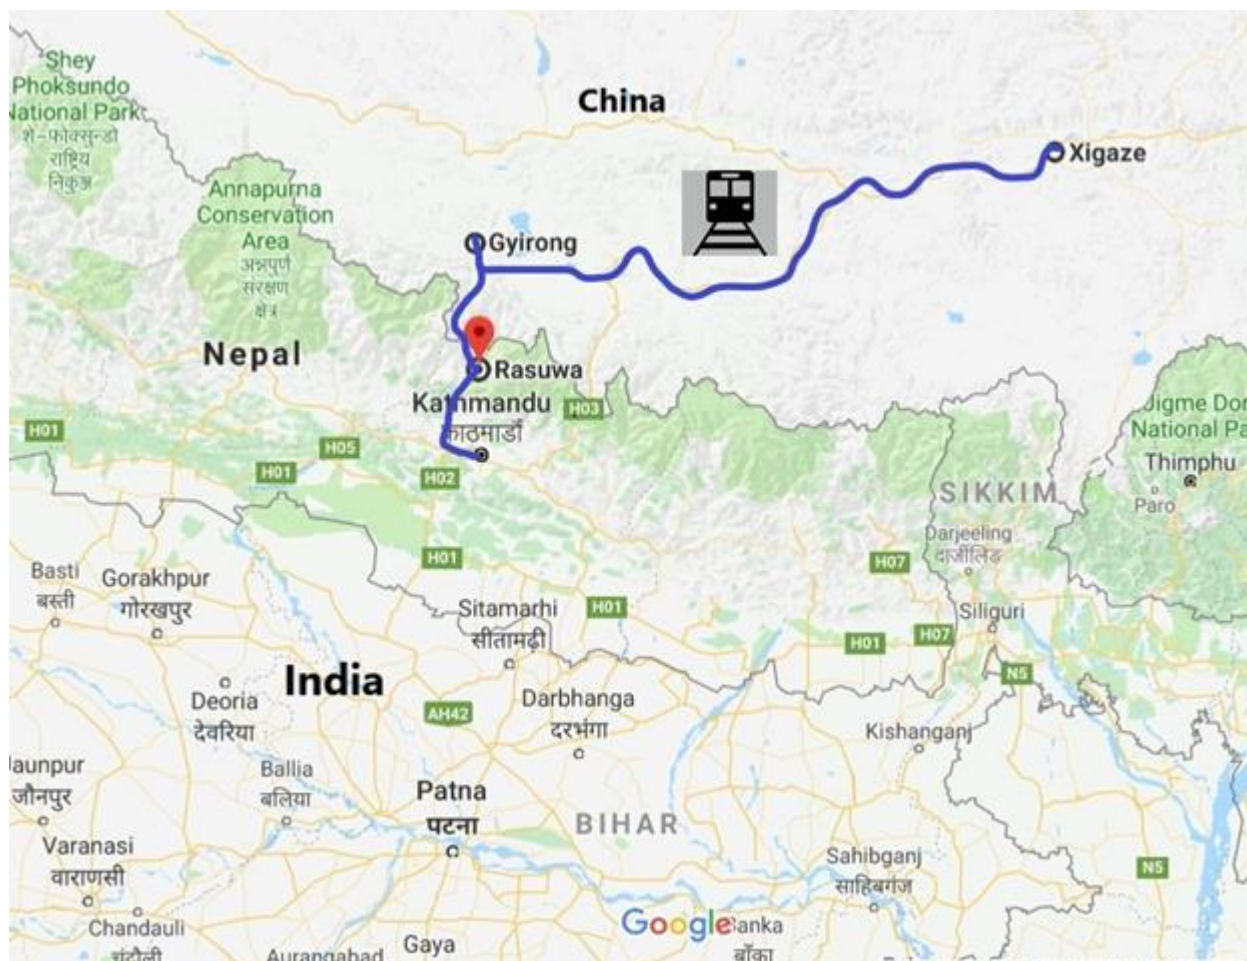 Shey
Phoksundo
National Park
शे-फोक्सुन्डो
राष्ट्रिय
निकुञ्ज
China
Xigaze
Annapurna
Conservation
Area
अन्नपूर्ण
संरक्षण
क्षेत्र
Gyirong
Nepal
Rasuwa
Kathmandu
काठमाडौं
H03
H01
H05
H01
H02
Jigme Dor
National Pa
Thimphu
Paro
SIKKIM
Darjeeling
दार्जीलिङ
H01
H07
Basti
बस्ती
Gorakhpur
गोरखपुर
Sitamarhi
सीतामढ़ी
H01
Siliguri
H01
H07
N5
India
Deoria
देवरिया
AH42
Darbhanga
दरभंगा
Kishanganj
Jaunpur
जौनपुर
Ballia
बलिया
Patna
पटना
BIHAR
Varanasi
वाराणसी
Sahibganj
साहिबगंज
N5
Chandauli
चंदौली
Google
Banka
बाँका
Aurangabad
Gaya